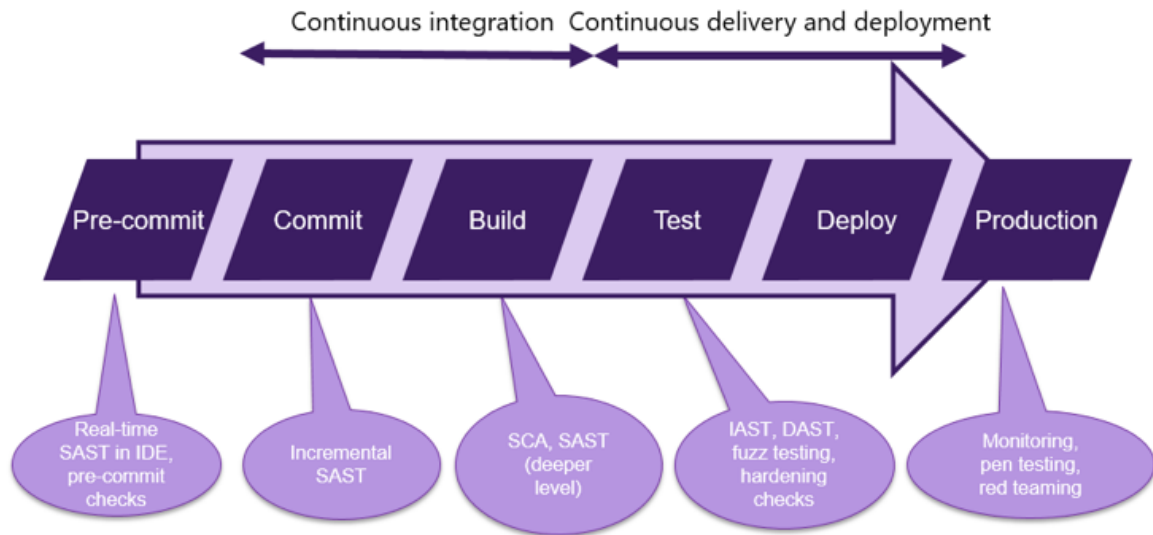 Continuous integration
Continuous delivery and deployment
Pre-commit
Commit
Build
Test
Deploy
Production
Real-time
SAST in IDE,
pre-commit
checks
Incremental
SAST
SCA, SAST
(deeper
level)
IAST, DAST,
fuzz testing,
hardening
checks
Monitoring,
pen testing,
red teaming